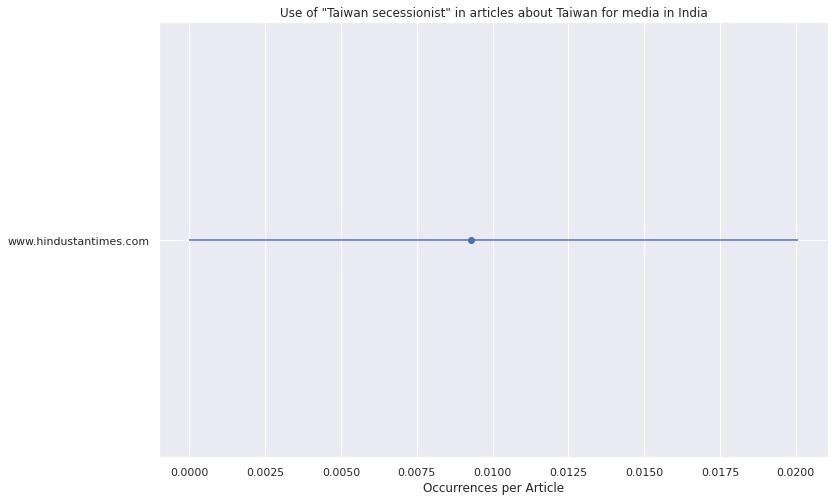 Use of "Taiwan secessionist" in articles about Taiwan for media in India
www.hindustantimes.com
0.0000 0.0025 0.0050 0.0075 0.0100 0.0125 0.0150 0.0175 0.0200
Occurrences per Article